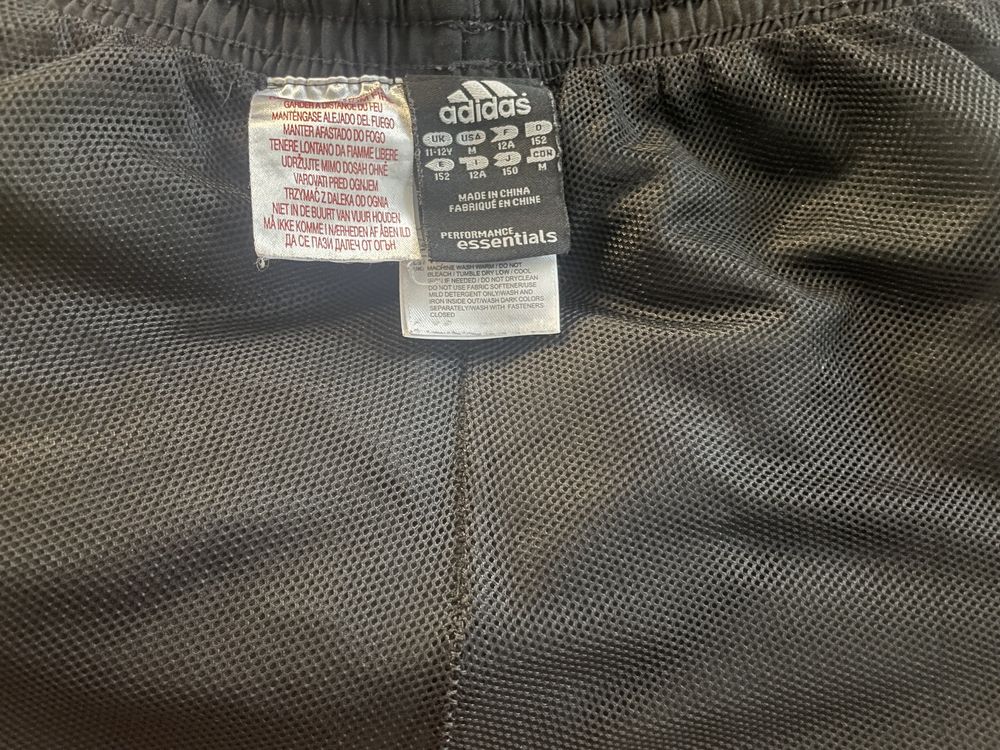 GARDER À DISTANCE DU FEU
MANTÉNGASE ALEJADO DEL FUEGO
MANTER AFASTADO DO FOGO
TENERE LONTANO DA FIAMME LIBERE
UDRŽUJTE MIMO DOSAH OHNĚ
VAROVATI PRED OGNJEM
TRZYMAĆ Z DALEKA OD OGNIA
NIET IN DE BUURT VAN VUUR HOUDEN
MÅ IKKE KOMME I NÆRHEDEN AF ÅBEN ILD
ДА СЕ ПАЗИ ДАЛЕЧ ОТ ОГЪН
adidas
UK USA F D
11-12Y M 12A 152
J CDN
152 12A 150 M
MADE IN CHINA
FABRIQUÉ EN CHINE
PERFORMANCE
essentials
MACHINE WASH WARM / DO NOT
BLEACH / TUMBLE DRY LOW / COOL
IRON IF NEEDED / DO NOT DRYCLEAN
DO NOT USE FABRIC SOFTENER/USE
MILD DETERGENT ONLY/WASH AND
IRON INSIDE OUT/WASH DARK COLORS
SEPARATELY/WASH WITH FASTENERS
CLOSED